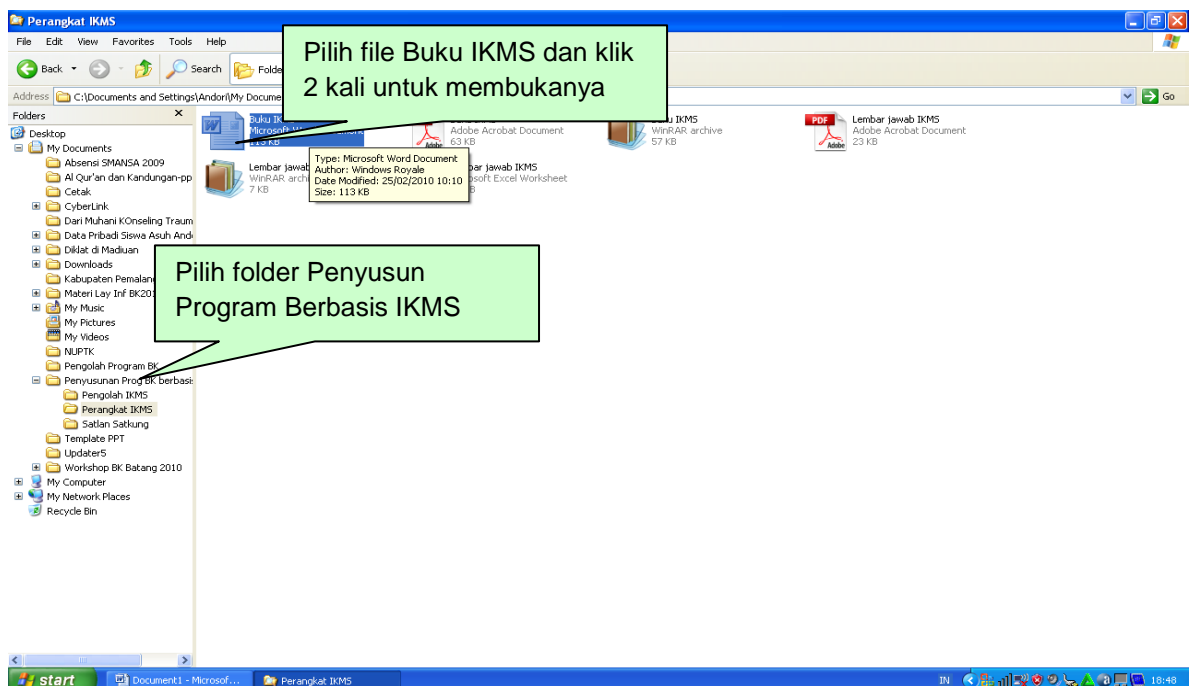 Perangkat IKMS
File Edit View Favorites Tools Help
Back Search Folde
Address C:\Documents and Settings\Andori\My Docume Go
Pilih file Buku IKMS dan klik
2 kali untuk membukanya
Folders
Desktop
My Documents
Absensi SMANSA 2009
Al Qur'an dan Kandungan-pp
Cetak
CyberLink
Dari Muhani KOnseling Traum
Data Pribadi Siswa Asuh Ando
Diklat di Madiuan
Downloads
Kabupaten Pemalan
Materi Lay Inf BK201
My Music
My Pictures
My Videos
NUPTK
Pengolah Program BK
Penyusunan Prog BK berbasis
Pengolah IKMS
Perangkat IKMS
Satlan Satkung
Template PPT
Updater5
Workshop BK Batang 2010
My Computer
My Network Places
Recycle Bin
Buku IK
Microsoft W
113 KB
Adobe Acrobat Document
63 KB
IKMS
WinRAR archive
57 KB
Lembar jawab IKMS
Adobe Acrobat Document
23 KB
Lembar jawab
WinRAR archi
7 KB
bar jawab IKMS
soft Excel Worksheet
Type: Microsoft Word Document
Author: Windows Royale
Date Modified: 25/02/2010 10:10
Size: 113 KB
Pilih folder Penyusun
Program Berbasis IKMS
start Document1 - Microsof... Perangkat IKMS IN 18:48